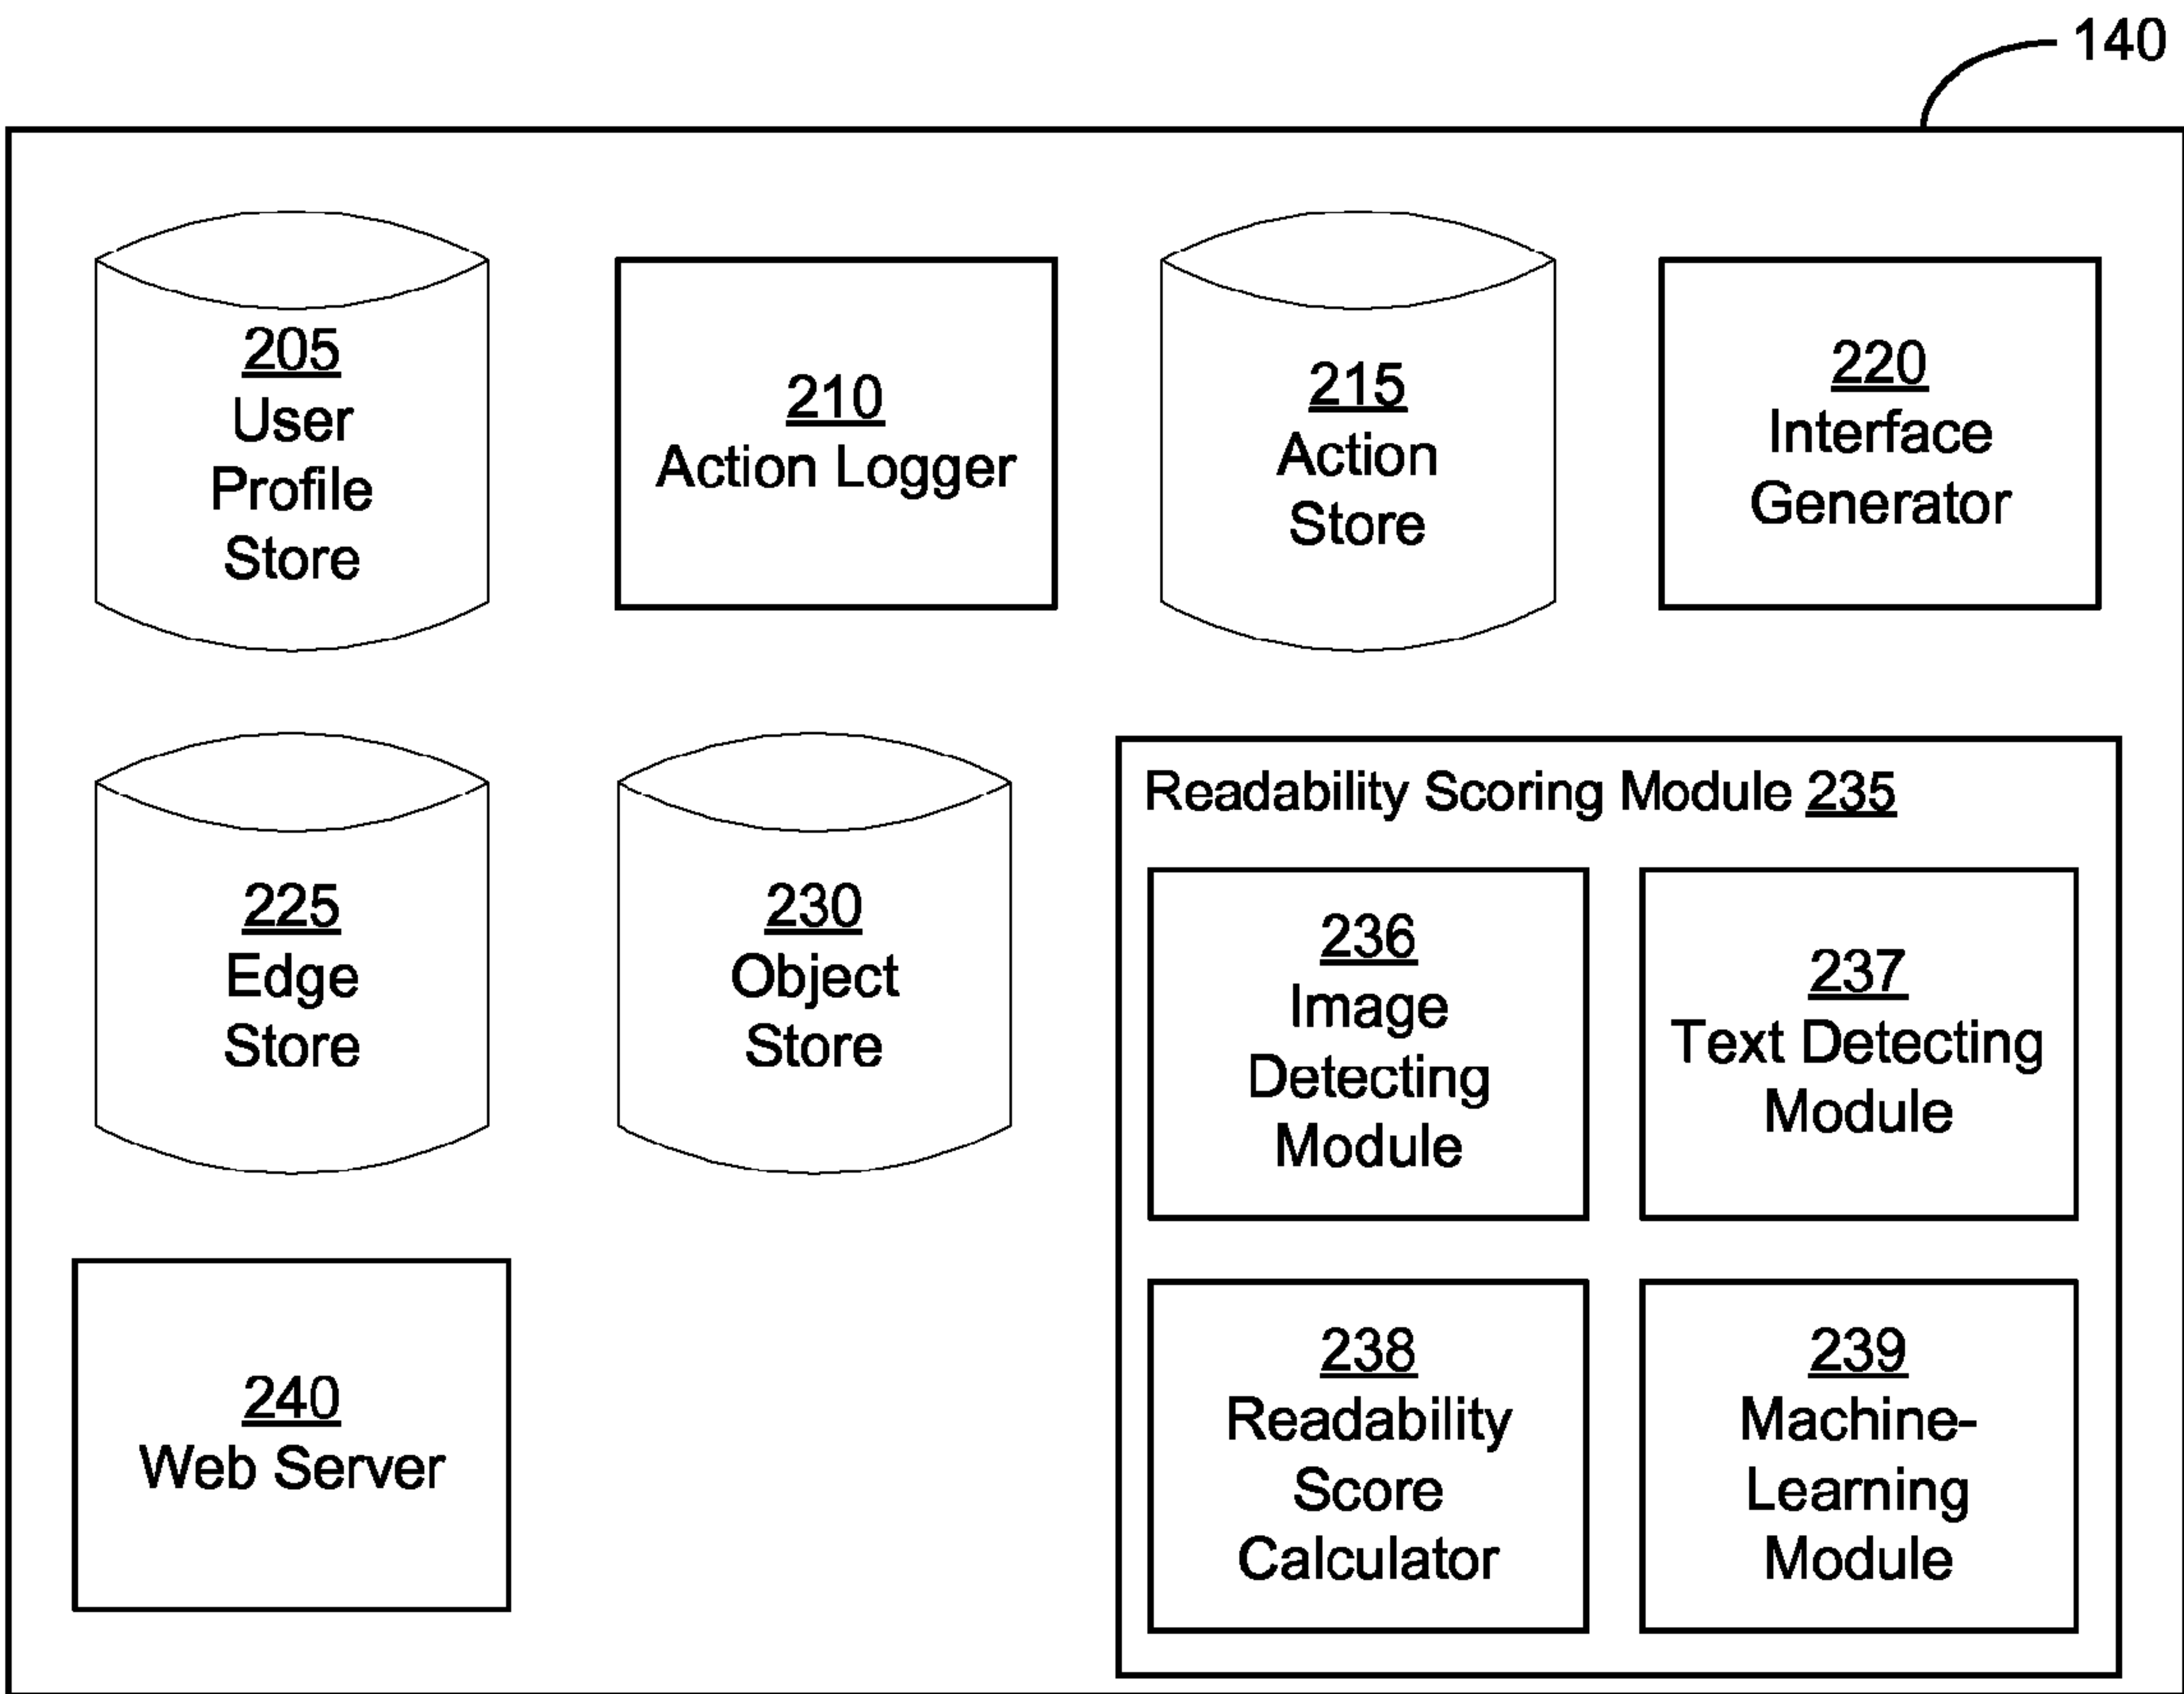 140
205
User
Profile
Store
210
Action Logger
215
Action
Store
220
Interface
Generator
225
Edge
Store
230
Object
Store
Readability Scoring Module 235
236
Image
Detecting
Module
237
Text Detecting
Module
240
Web Server
238
Readability
Score
Calculator
239
Machine-
Learning
Module